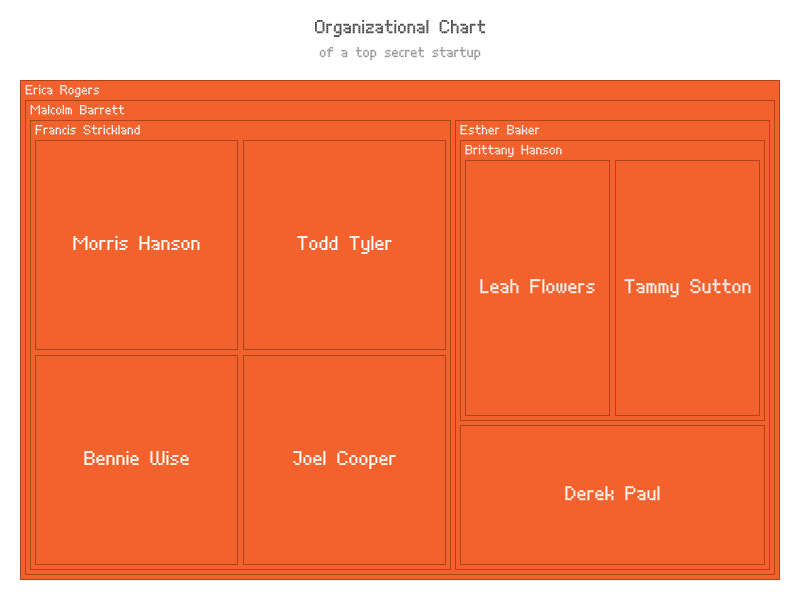 Organizational Chart
of a top secret startup
Erica Rogers
Malcolm Barrett
Francis Strickland
Morris Hanson
Todd Tyler
Bennie Wise
Joel Cooper
Esther Baker
Brittany Hanson
Leah Flowers
Tammy Sutton
Derek Paul